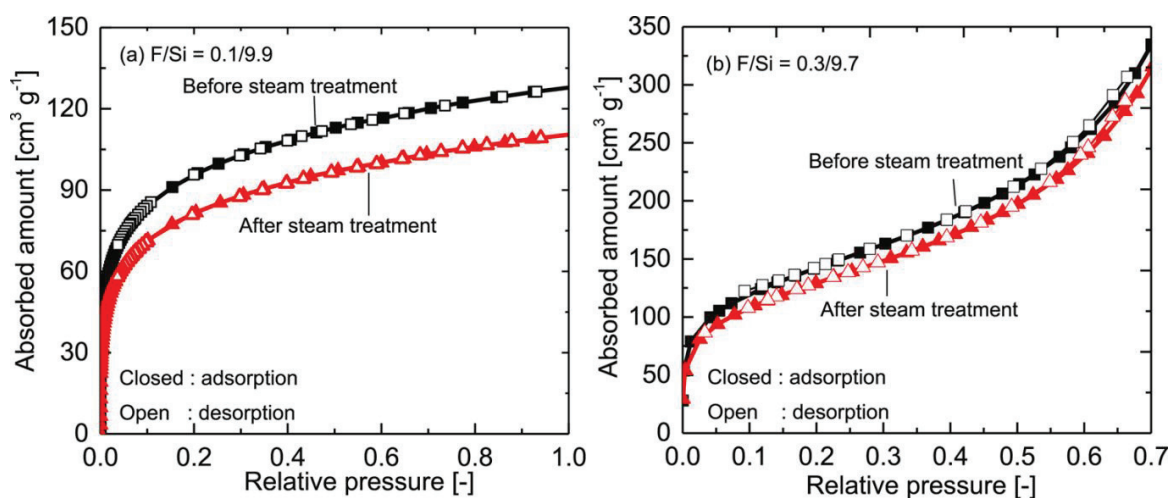 (a) F/Si = 0.1/9.9
Before steam treatment
After steam treatment
Closed : adsorption
Open : desorption
Absorbed amount [cm³ g⁻¹]
150
120
90
60
30
0
0.0 0.2 0.4 0.6 0.8 1.0
Relative pressure [-]
(b) F/Si = 0.3/9.7
Before steam treatment
After steam treatment
Closed : adsorption
Open : desorption
Absorbed amount [cm³ g⁻¹]
350
300
250
200
150
100
50
0
0.0 0.1 0.2 0.3 0.4 0.5 0.6 0.7
Relative pressure [-]